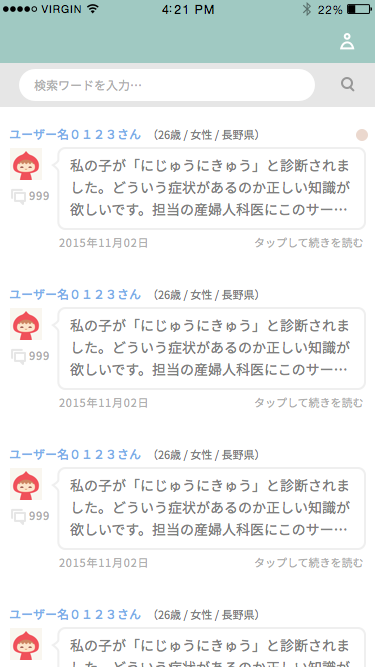 VIRGIN 4:21 PM 22%
検索ワードを入力…
ユーザー名０１２３さん （26歳 / 女性 / 長野県）
私の子が「にじゅうにきゅう」と診断されま
した。どういう症状があるのか正しい知識が
欲しいです。担当の産婦人科医にこのサー…
999
2015年11月02日 タップして続きを読む
ユーザー名０１２３さん （26歳 / 女性 / 長野県）
私の子が「にじゅうにきゅう」と診断されま
した。どういう症状があるのか正しい知識が
欲しいです。担当の産婦人科医にこのサー…
999
2015年11月02日 タップして続きを読む
ユーザー名０１２３さん （26歳 / 女性 / 長野県）
私の子が「にじゅうにきゅう」と診断されま
した。どういう症状があるのか正しい知識が
欲しいです。担当の産婦人科医にこのサー…
999
2015年11月02日 タップして続きを読む
ユーザー名０１２３さん （26歳 / 女性 / 長野県）
私の子が「にじゅうにきゅう」と診断されま
した。どういう症状があるのか正しい知識が